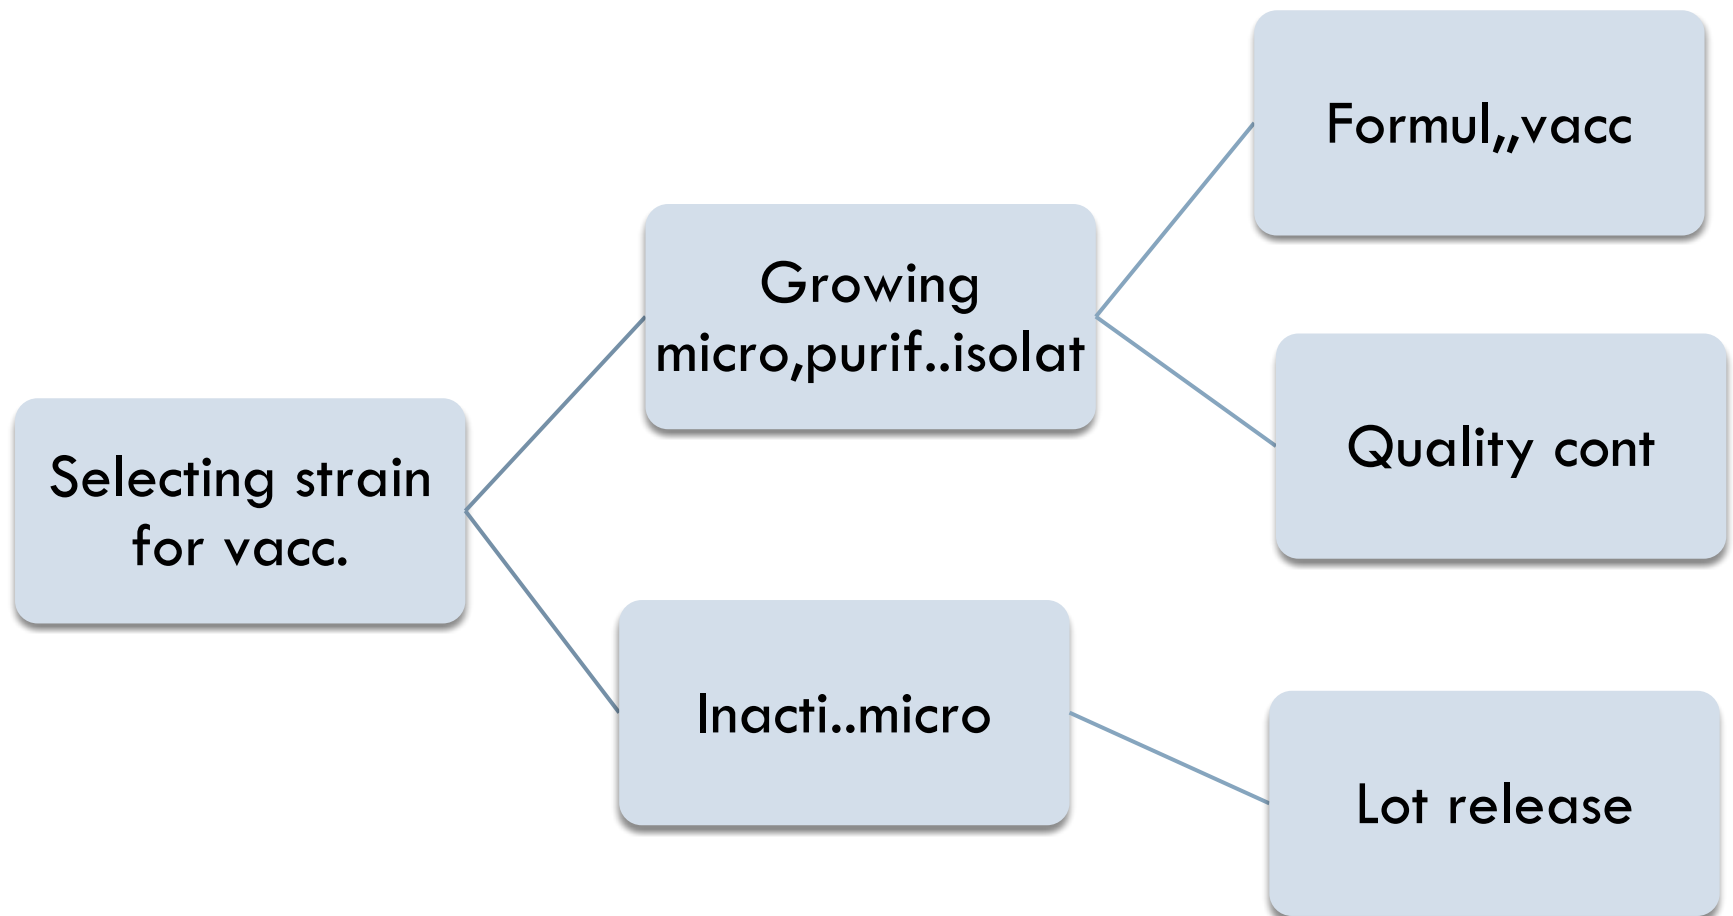 Selecting strain
for vacc.
Growing
micro,purif..isolat
Inacti..micro
Formul,,vacc
Quality cont
Lot release